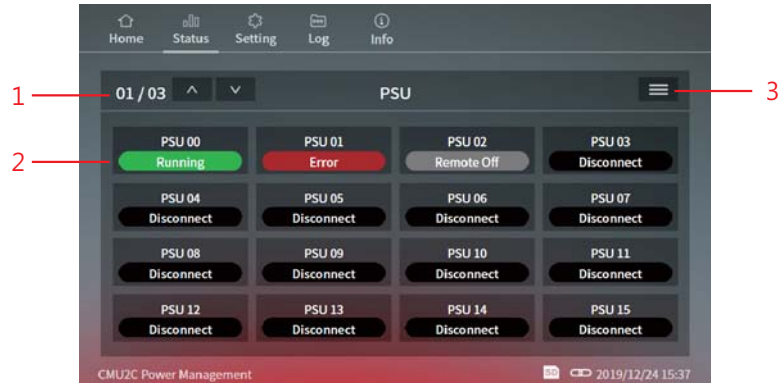 Home Status Setting Log Info
1 01 / 03 PSU 3
PSU 00 PSU 01 PSU 02 PSU 03
2 Running Error Remote Off Disconnect
PSU 04 PSU 05 PSU 06 PSU 07
Disconnect Disconnect Disconnect Disconnect
PSU 08 PSU 09 PSU 10 PSU 11
Disconnect Disconnect Disconnect Disconnect
PSU 12 PSU 13 PSU 14 PSU 15
Disconnect Disconnect Disconnect Disconnect
CMU2C Power Management SD 2019/12/24 15:37